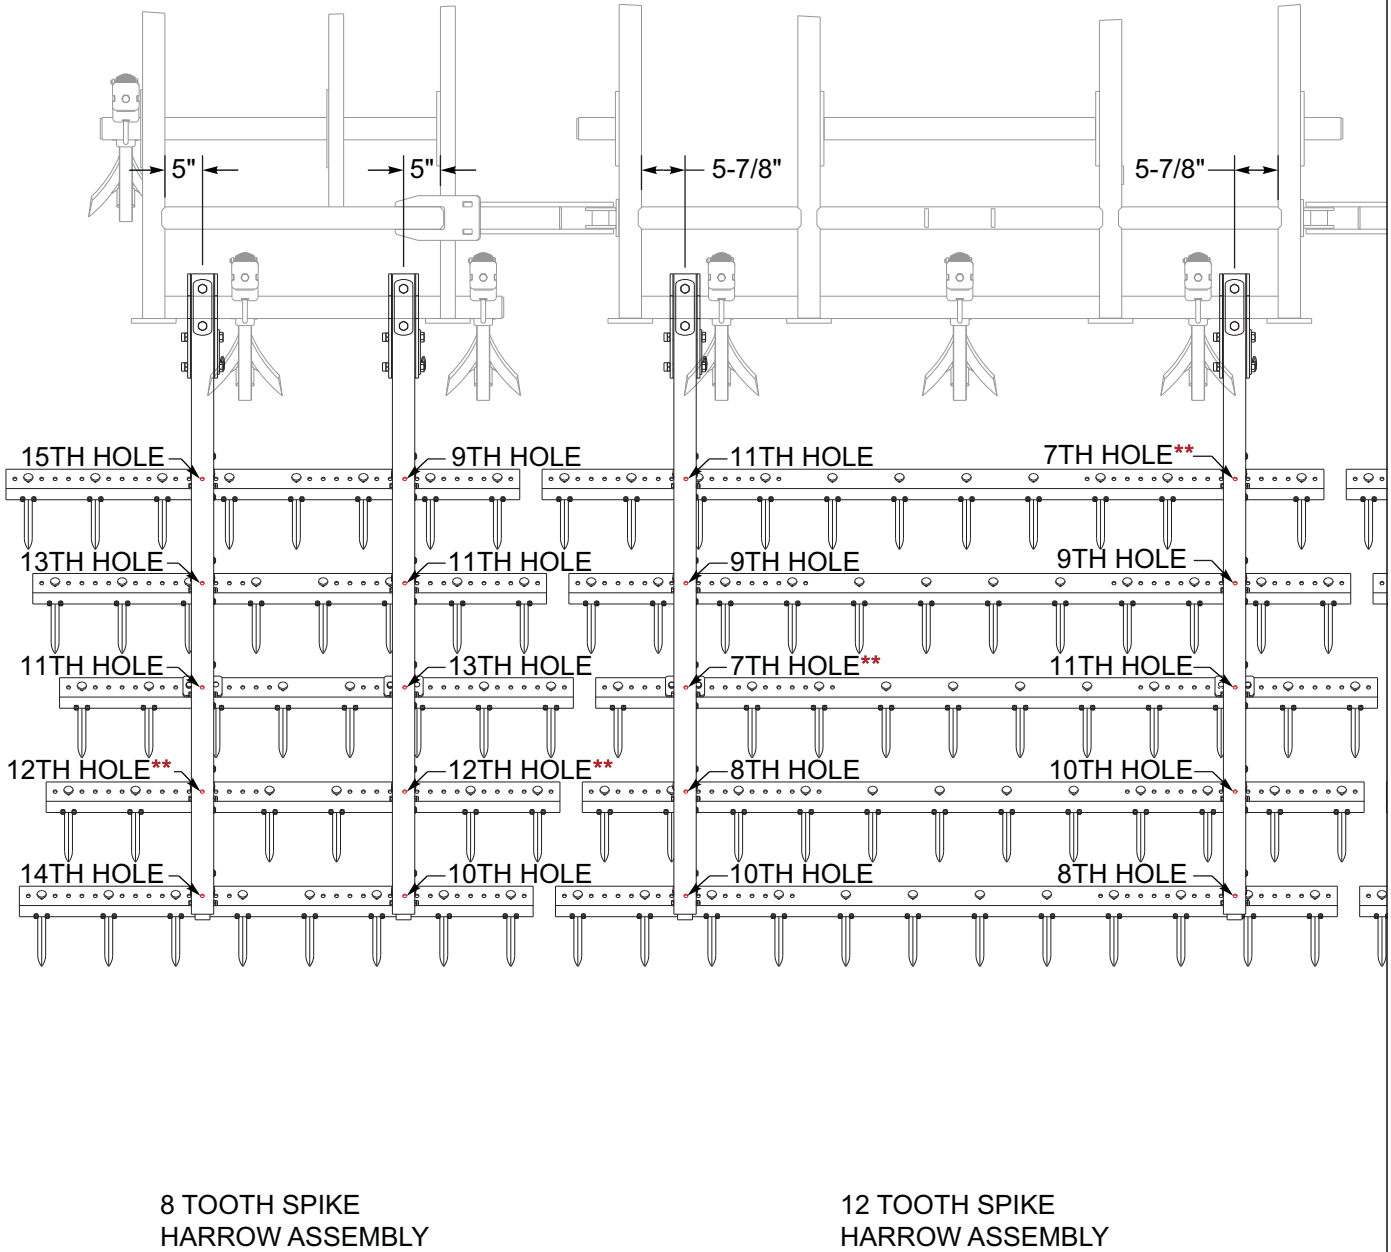 5" 5" 5-7/8" 5-7/8"
15TH HOLE 9TH HOLE 11TH HOLE 7TH HOLE**
13TH HOLE 11TH HOLE 9TH HOLE 9TH HOLE
11TH HOLE 13TH HOLE 7TH HOLE** 11TH HOLE
12TH HOLE** 12TH HOLE** 8TH HOLE 10TH HOLE
14TH HOLE 10TH HOLE 10TH HOLE 8TH HOLE
8 TOOTH SPIKE
HARROW ASSEMBLY
12 TOOTH SPIKE
HARROW ASSEMBLY